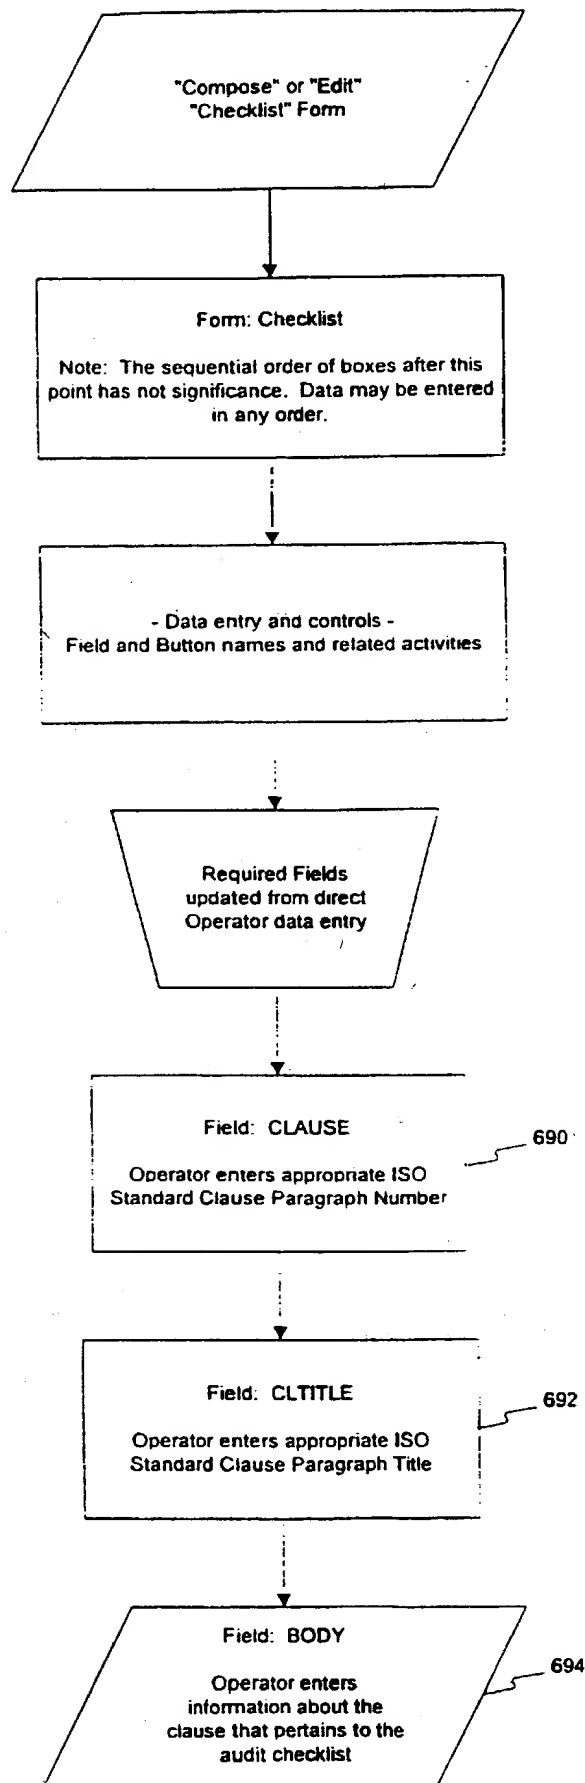 "Compose" or "Edit"
"Checklist" Form
Form: Checklist
Note: The sequential order of boxes after this
point has not significance. Data may be entered
in any order.
- Data entry and controls -
Field and Button names and related activities
Required Fields
updated from direct
Operator data entry
Field: CLAUSE
Operator enters appropriate ISO
Standard Clause Paragraph Number
690
Field: CLTITLE
Operator enters appropriate ISO
Standard Clause Paragraph Title
692
Field: BODY
Operator enters
information about the
clause that pertains to the
audit checklist
694